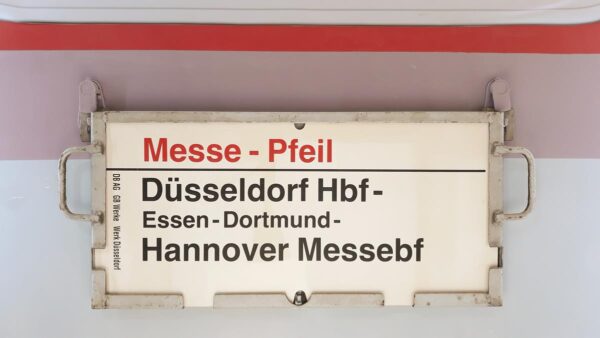 Messe - Pfeil
Düsseldorf Hbf -
Essen - Dortmund -
Hannover Messebf
DB AG GB Werke Werk Düsseldorf